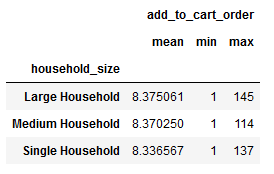 add_to_cart_order
mean min max
household_size
Large Household 8.375061 1 145
Medium Household 8.370250 1 114
Single Household 8.336567 1 137